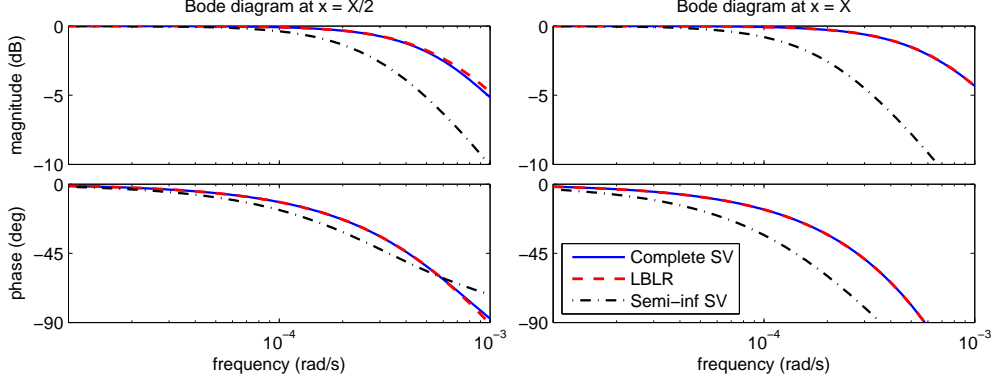 Bode diagram at x = X/2
Bode diagram at x = X
magnitude (dB)
0
−5
−10
0
−5
−10
phase (deg)
0
−45
−90
0
−45
−90
10−4
10−3
10−4
10−3
frequency (rad/s)
frequency (rad/s)
Complete SV
LBLR
Semi−inf SV